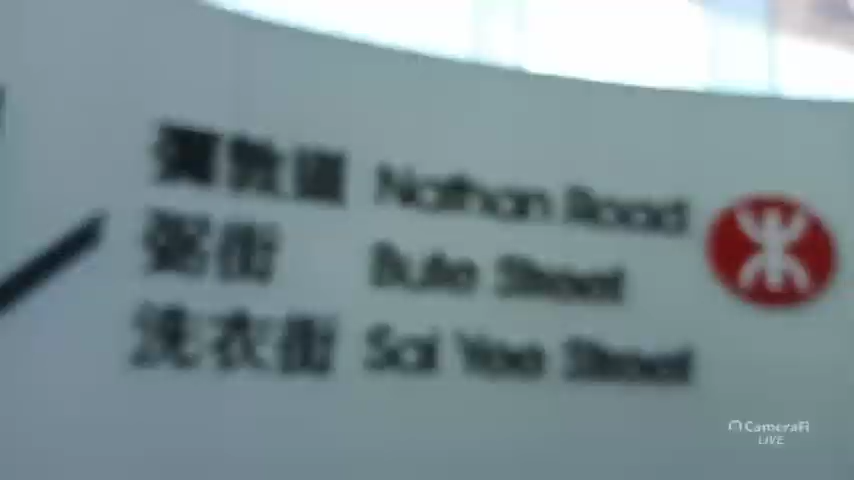 彌敦道 Nathan Road
弼街 Bute Street
洗衣街 Sai Yee Street
CameraFi
LIVE